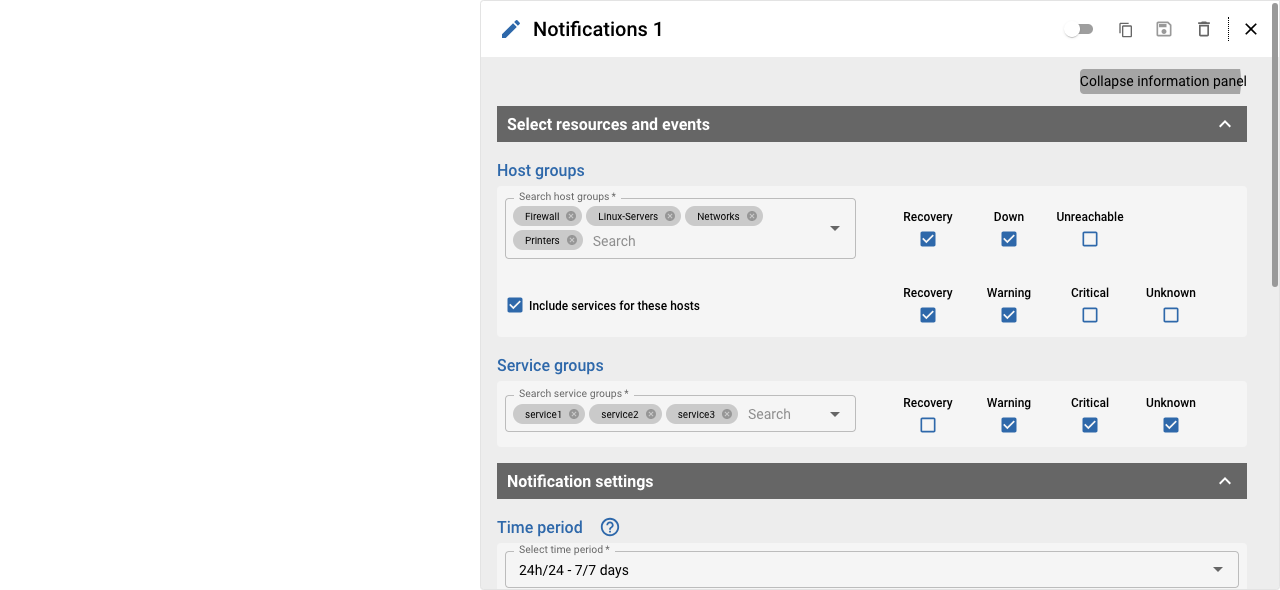 Notifications 1
Collapse information panel
Select resources and events
Host groups
Search host groups *
Firewall Linux-Servers Networks
Printers Search
Recovery Down Unreachable
Include services for these hosts
Recovery Warning Critical Unknown
Service groups
Search service groups *
service1 service2 service3 Search
Recovery Warning Critical Unknown
Notification settings
Time period
Select time period *
24h/24 - 7/7 days